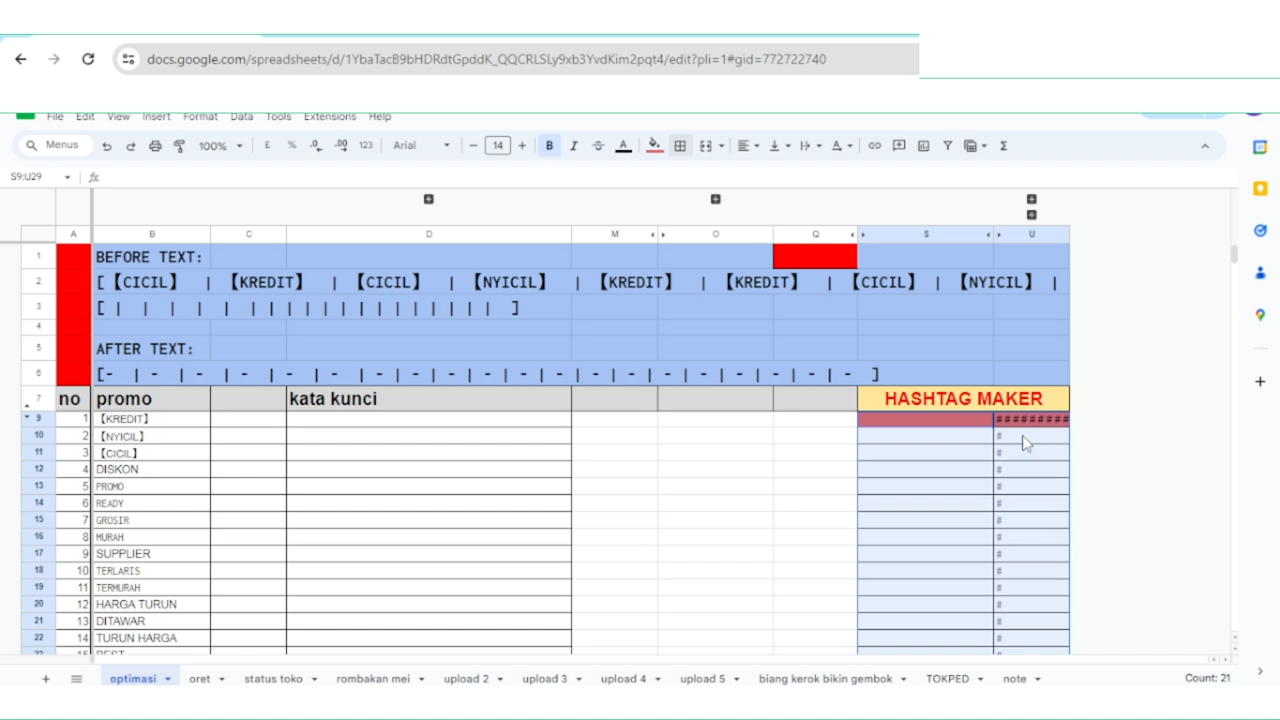 docs.google.com/spreadsheets/d/1YbaTacB9bHDRdtGpddK_QQCRLSLy9xb3YvdKim2pqt4/edit?pli=1#gid=772722740
File Edit View Insert Format Data Tools Extensions Help
Menus 100% £ % .0 .00 123 Arial 14 B I A Σ
S9:U29 fx
A B C D M O Q S U
1 BEFORE TEXT:
2 [【CICIL】 | 【KREDIT】 | 【CICIL】 | 【NYICIL】 | 【KREDIT】 | 【KREDIT】 | 【CICIL】 | 【NYICIL】 |
3 [ | | | | | | | | | | | | | | | | | ]
4
5 AFTER TEXT:
6 [- | - | - | - | - | - | - | - | - | - | - | - | - | - | - | - | - ]
7 no promo kata kunci HASHTAG MAKER
9 1 【KREDIT】 #########
10 2 【NYICIL】 #
11 3 【CICIL】 #
12 4 DISKON #
13 5 PROMO #
14 6 READY #
15 7 GROSIR #
16 8 MURAH #
17 9 SUPPLIER #
18 10 TERLARIS #
19 11 TERMURAH #
20 12 HARGA TURUN #
21 13 DITAWAR #
22 14 TURUN HARGA #
23 15 BEST
optimasi oret status toko rombakan mei upload 2 upload 3 upload 4 upload 5 biang kerok bikin gembok TOKPED note Count: 21